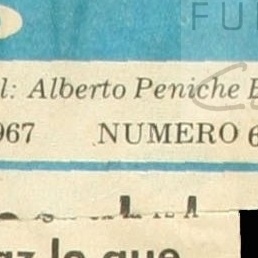 FU
l: Alberto Peniche
967 NUMERO 6
az lo que